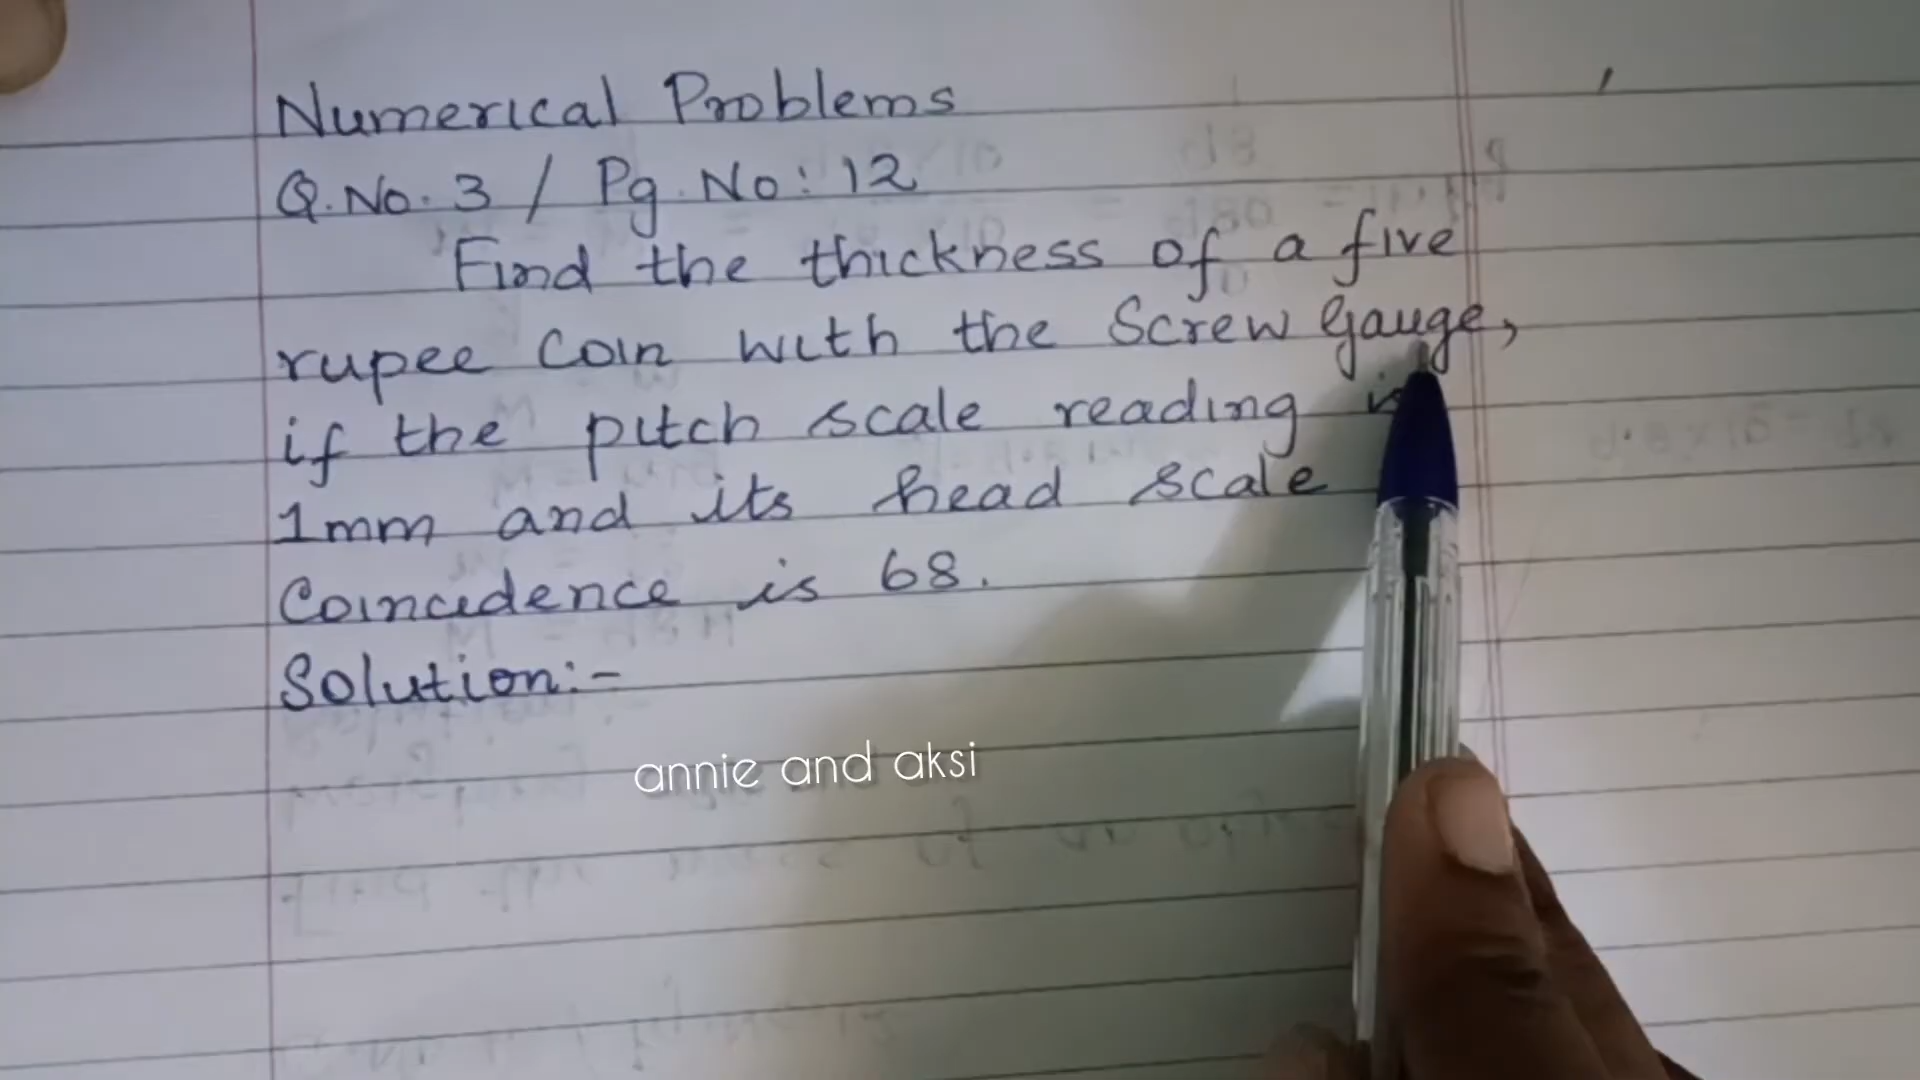 Numerical Problems
Q.No. 3 / Pg. No: 12
Find the thickness of a five
rupee coin with the Screw Gauge,
if the pitch scale reading is
1mm and its head scale
Coincidence is 68.
Solution:-
annie and aksi